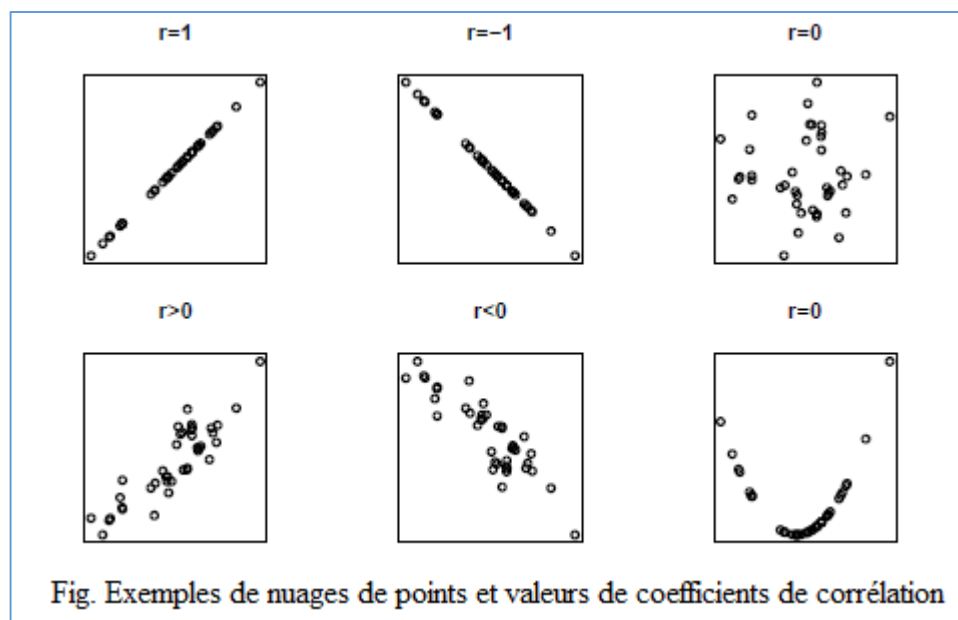 r=1
r=−1
r=0
r>0
r<0
r=0
Fig. Exemples de nuages de points et valeurs de coefficients de corrélation